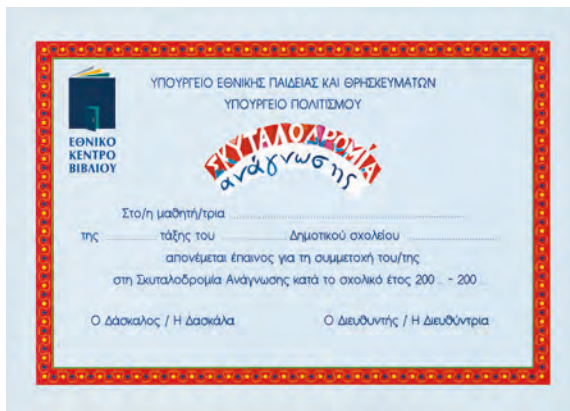 ΥΠΟΥΡΓΕΙΟ ΕΘΝΙΚΗΣ ΠΑΙΔΕΙΑΣ ΚΑΙ ΘΡΗΣΚΕΥΜΑΤΩΝ
ΥΠΟΥΡΓΕΙΟ ΠΟΛΙΤΙΣΜΟΥ
ΕΘΝΙΚΟ
ΚΕΝΤΡΟ
ΒΙΒΛΙΟΥ
ΣΚΥΤΑΛΟΔΡΟΜΙΑ
ανάγνωσης
Στο/η μαθητή/τρια ....................
της .......... τάξης του .......... Δημοτικού σχολείου ..........
απονέμεται έπαινος για τη συμμετοχή του/της
στη Σκυταλοδρομία Ανάγνωσης κατά το σχολικό έτος 200 .. - 200 ..
Ο Δάσκαλος / Η Δασκάλα
Ο Διευθυντής / Η Διευθύντρια